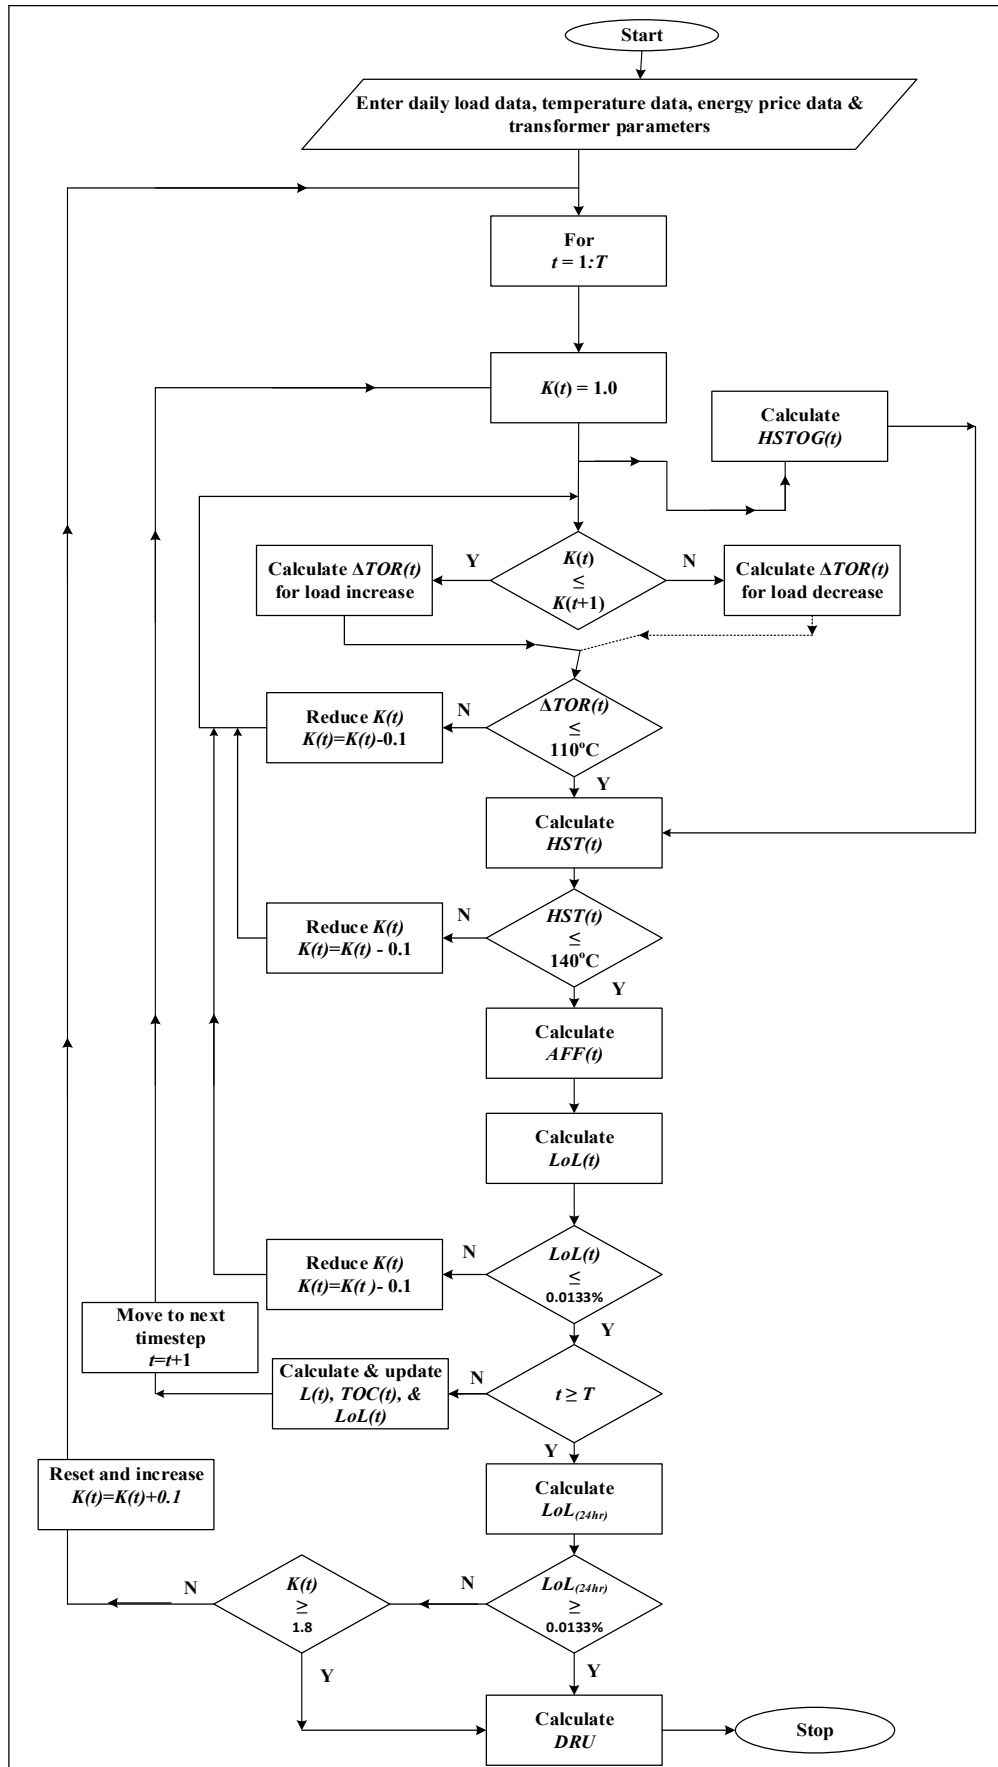 Start
Enter daily load data, temperature data, energy price data &
transformer parameters
For
t = 1:T
K(t) = 1.0
Calculate
HSTOG(t)
K(t)
≤
K(t+1)
Y
N
Calculate ΔTOR(t)
for load increase
Calculate ΔTOR(t)
for load decrease
ΔTOR(t)
≤
110°C
N
Y
Reduce K(t)
K(t)=K(t)-0.1
Calculate
HST(t)
HST(t)
≤
140°C
N
Y
Reduce K(t)
K(t)=K(t) - 0.1
Calculate
AFF(t)
Calculate
LoL(t)
LoL(t)
≤
0.0133%
N
Y
Reduce K(t)
K(t)=K(t )- 0.1
Move to next
timestep
t=t+1
Calculate & update
L(t), TOC(t), &
LoL(t)
N
t ≥ T
Y
Reset and increase
K(t)=K(t)+0.1
Calculate
LoL(24hr)
LoL(24hr)
≥
0.0133%
N
Y
K(t)
≥
1.8
N
Y
Calculate
DRU
Stop